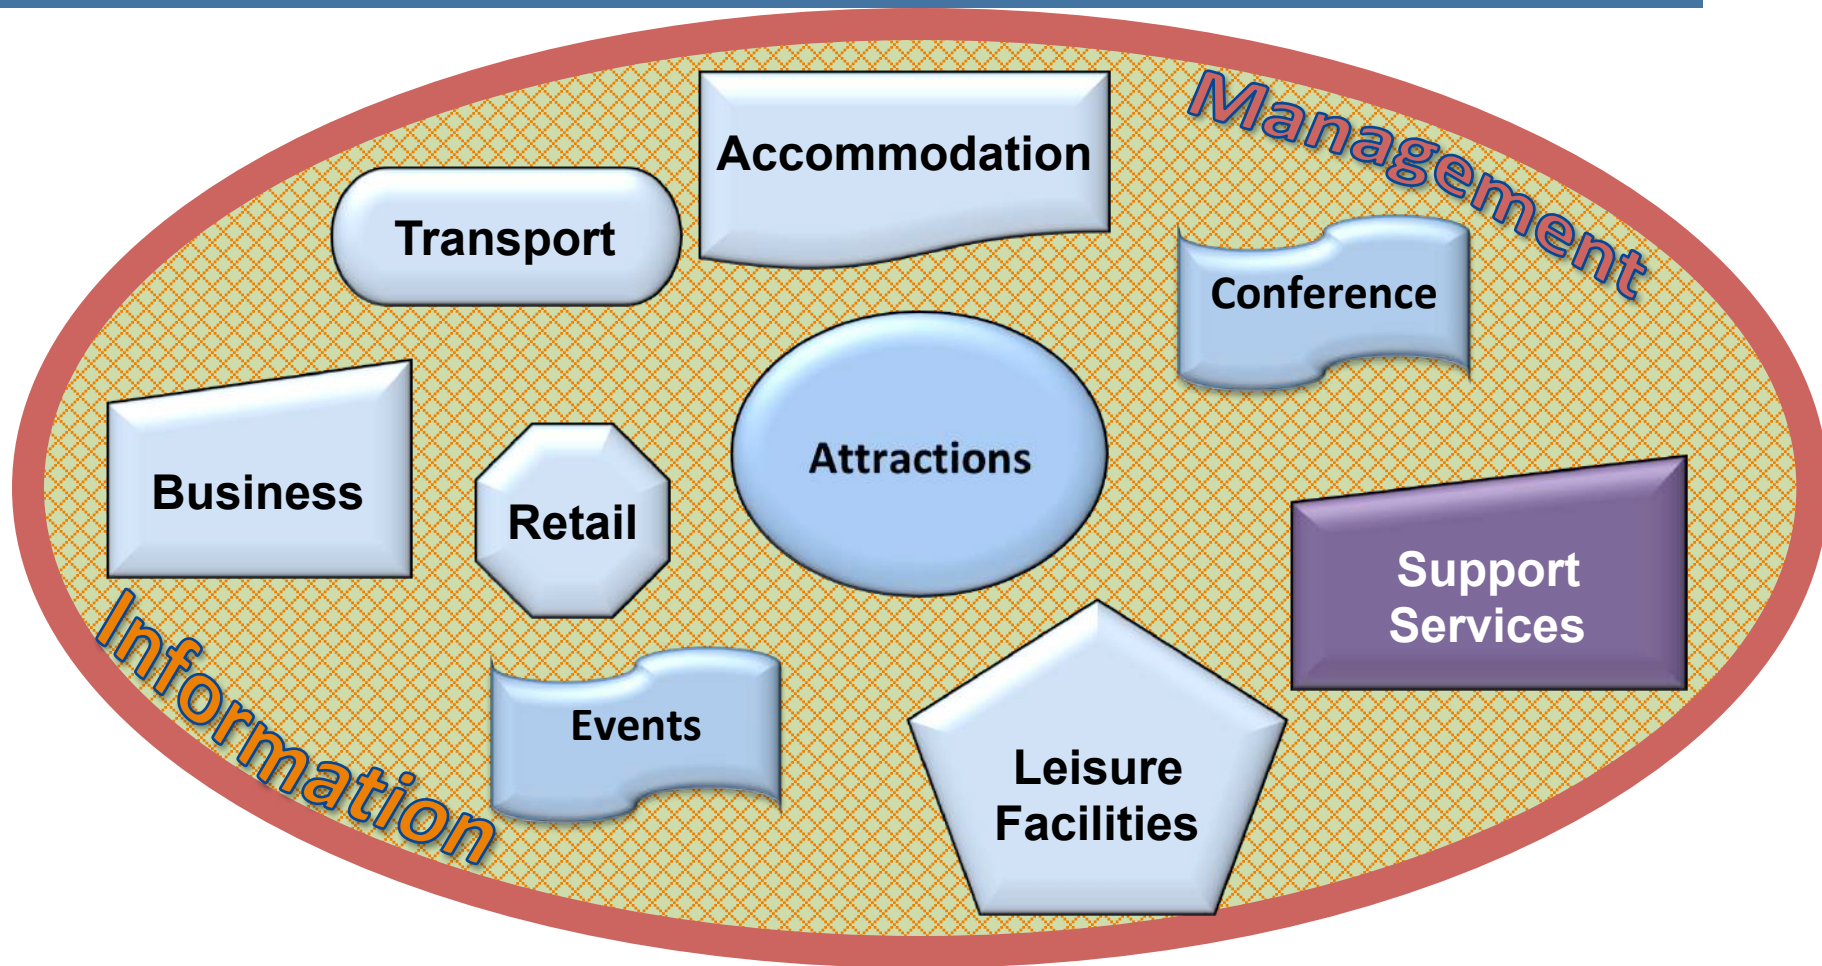 Management
Accommodation
Transport
Conference
Attractions
Business
Retail
Support
Services
Information
Events
Leisure
Facilities